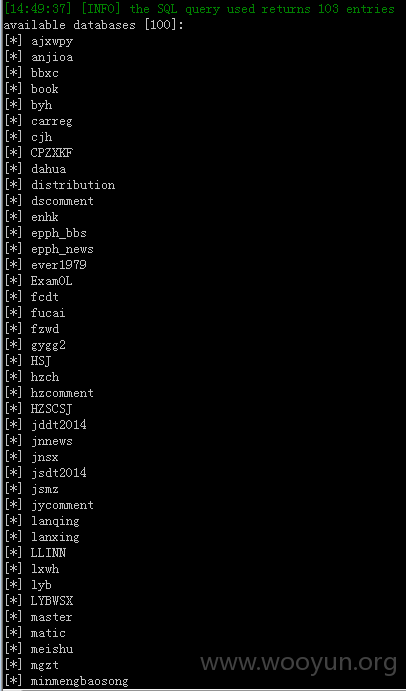 [14:49:37] [INFO] the SQL query used returns 103 entries
available databases [100]:
[*] ajxwpy
[*] anjioa
[*] bbxc
[*] book
[*] byh
[*] carreg
[*] cjh
[*] CPZXKF
[*] dahua
[*] distribution
[*] dscomment
[*] enhk
[*] epph_bbs
[*] epph_news
[*] ever1979
[*] ExamOL
[*] fcdt
[*] fucai
[*] fzwd
[*] gygg2
[*] HSJ
[*] hzch
[*] hzcomment
[*] HZSCSJ
[*] jddt2014
[*] jnnews
[*] jnsx
[*] jsdt2014
[*] jsmz
[*] jycomment
[*] lanqing
[*] lanxing
[*] LLINN
[*] lxwh
[*] lyb
[*] LYBWSX
[*] master
[*] matic
[*] meishu
[*] mgzt
[*] minmengbaosong
www.wooyun.org